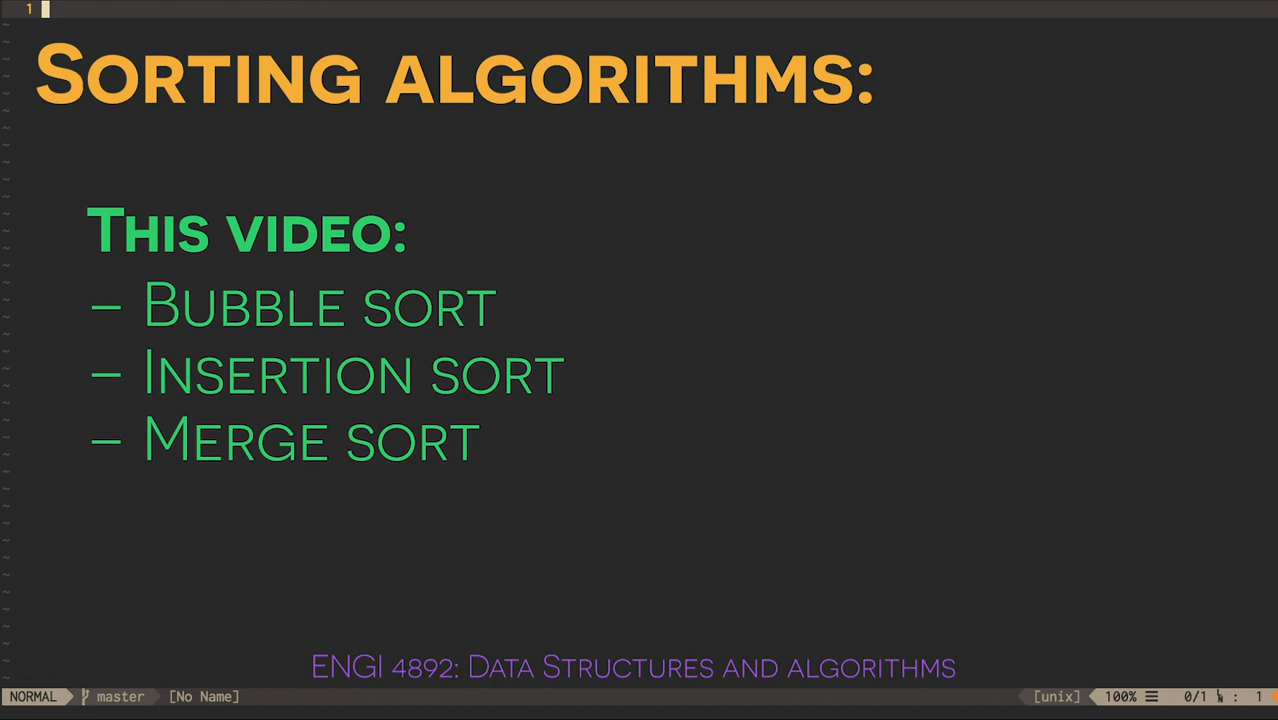 1
Sorting algorithms:
This video:
– Bubble sort
– Insertion sort
– Merge sort
ENGI 4892: Data Structures and algorithms
NORMAL master [No Name] [unix] 100% ☰ 0/1 : 1